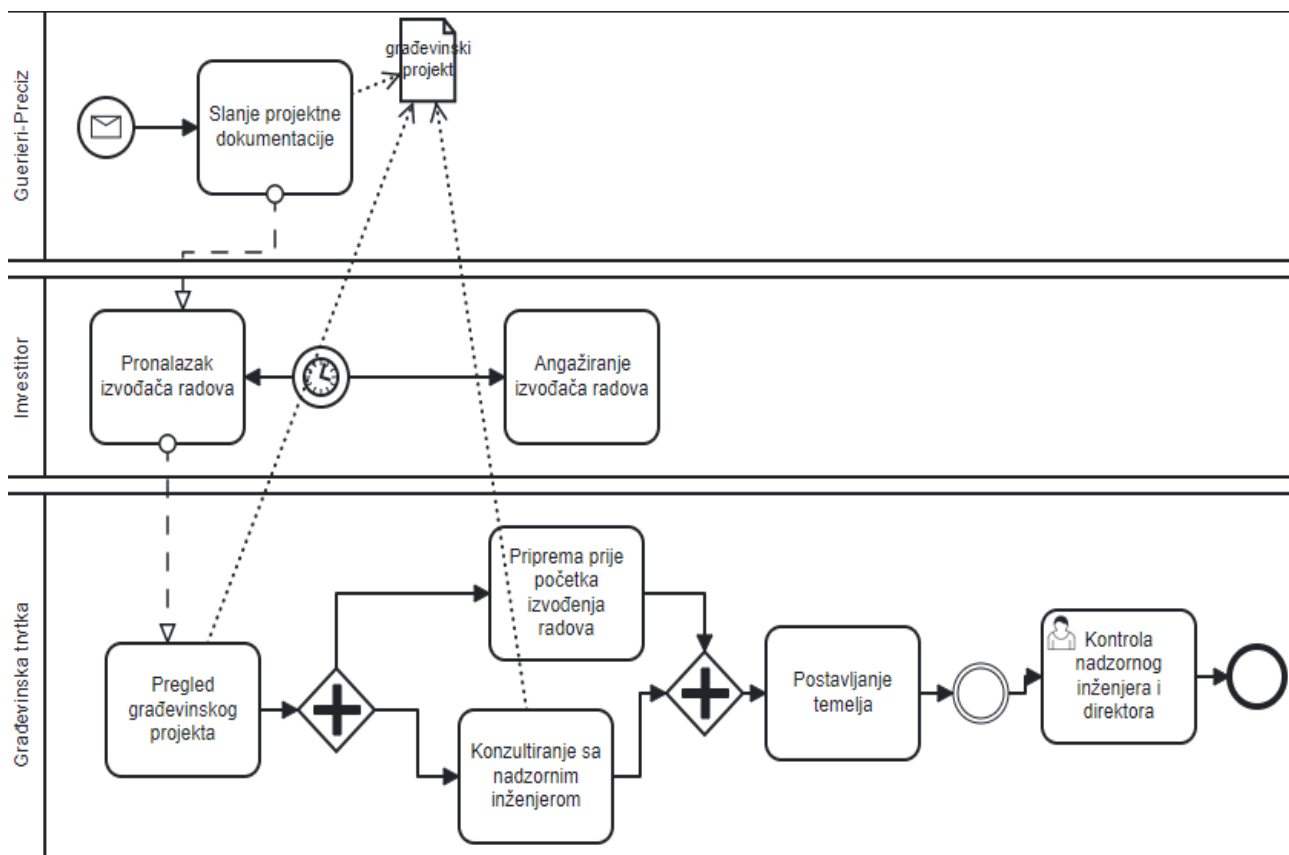 Guerieri-Preciz
Slanje projektne
dokumentacije
građevinski
projekt
Investitor
Pronalazak
izvođača radova
Angažiranje
izvođača radova
Građevinska tnrtka
Pregled
građevinskog
projekta
Priprema prije
početka
izvođenja
radova
Konzultiranje sa
nadzornim
inženjerom
Postavljanje
temelja
Kontrola
nadzornog
inženjera i
direktora